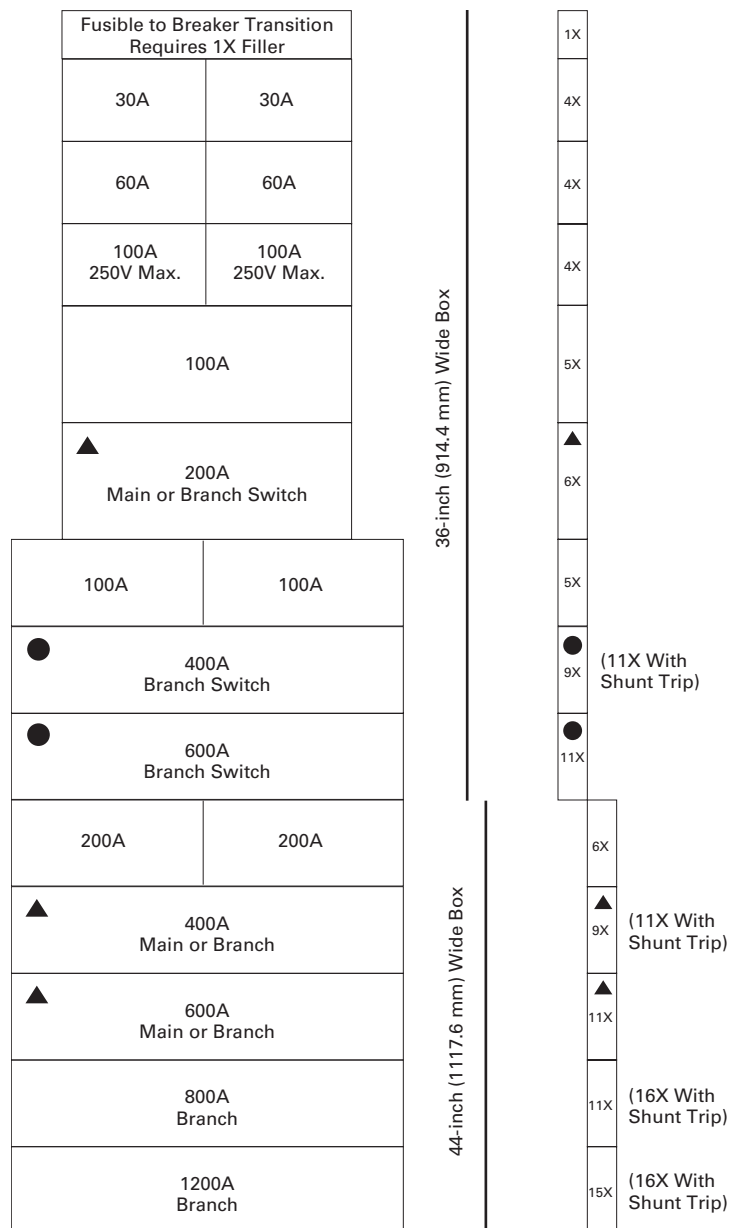 Fusible to Breaker Transition
Requires 1X Filler
1X
30A
30A
4X
60A
60A
4X
100A
250V Max.
100A
250V Max.
4X
100A
5X
200A
Main or Branch Switch
6X
36-inch (914.4 mm) Wide Box
100A
100A
5X
400A
Branch Switch
9X
(11X With
Shunt Trip)
600A
Branch Switch
11X
200A
200A
6X
400A
Main or Branch
9X
(11X With
Shunt Trip)
44-inch (1117.6 mm) Wide Box
600A
Main or Branch
11X
800A
Branch
11X
(16X With
Shunt Trip)
1200A
Branch
15X
(16X With
Shunt Trip)